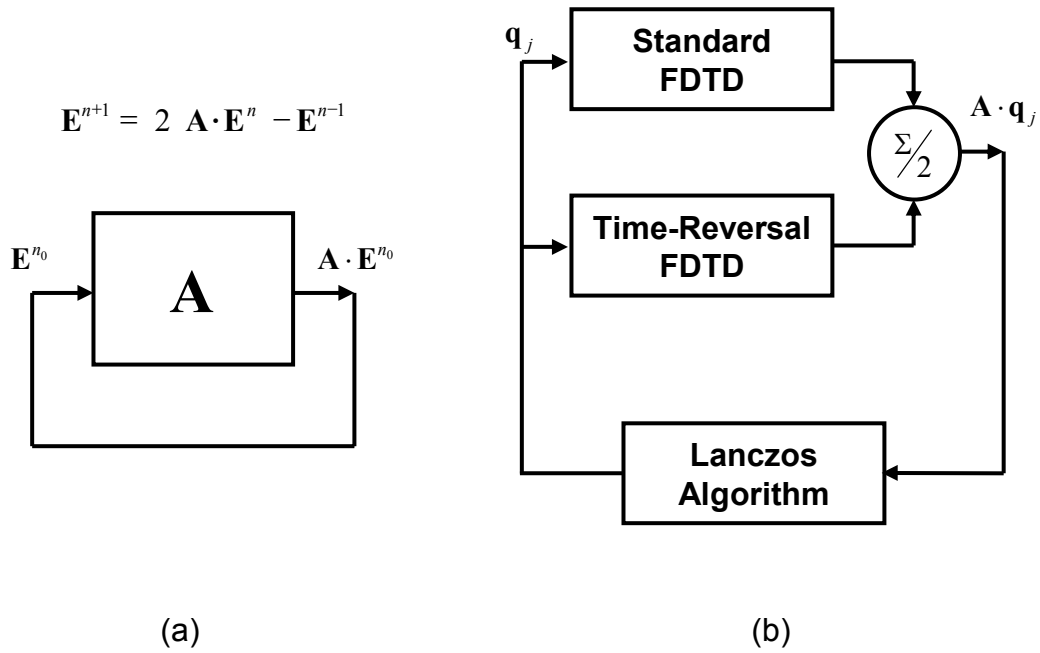 E^{n+1} = 2 A·E^n − E^{n−1}
E^{n_0}
A · E^{n_0}
A
(a)
q_j
Standard
FDTD
A · q_j
Σ/2
Time-Reversal
FDTD
Lanczos
Algorithm
(b)